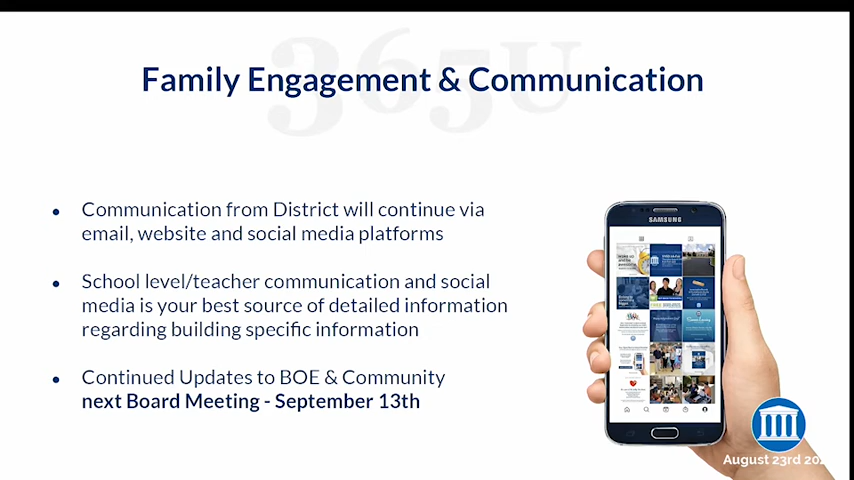 365U
Family Engagement & Communication
● Communication from District will continue via
email, website and social media platforms
● School level/teacher communication and social
media is your best source of detailed information
regarding building specific information
● Continued Updates to BOE & Community
next Board Meeting - September 13th
SAMSUNG
August 23rd